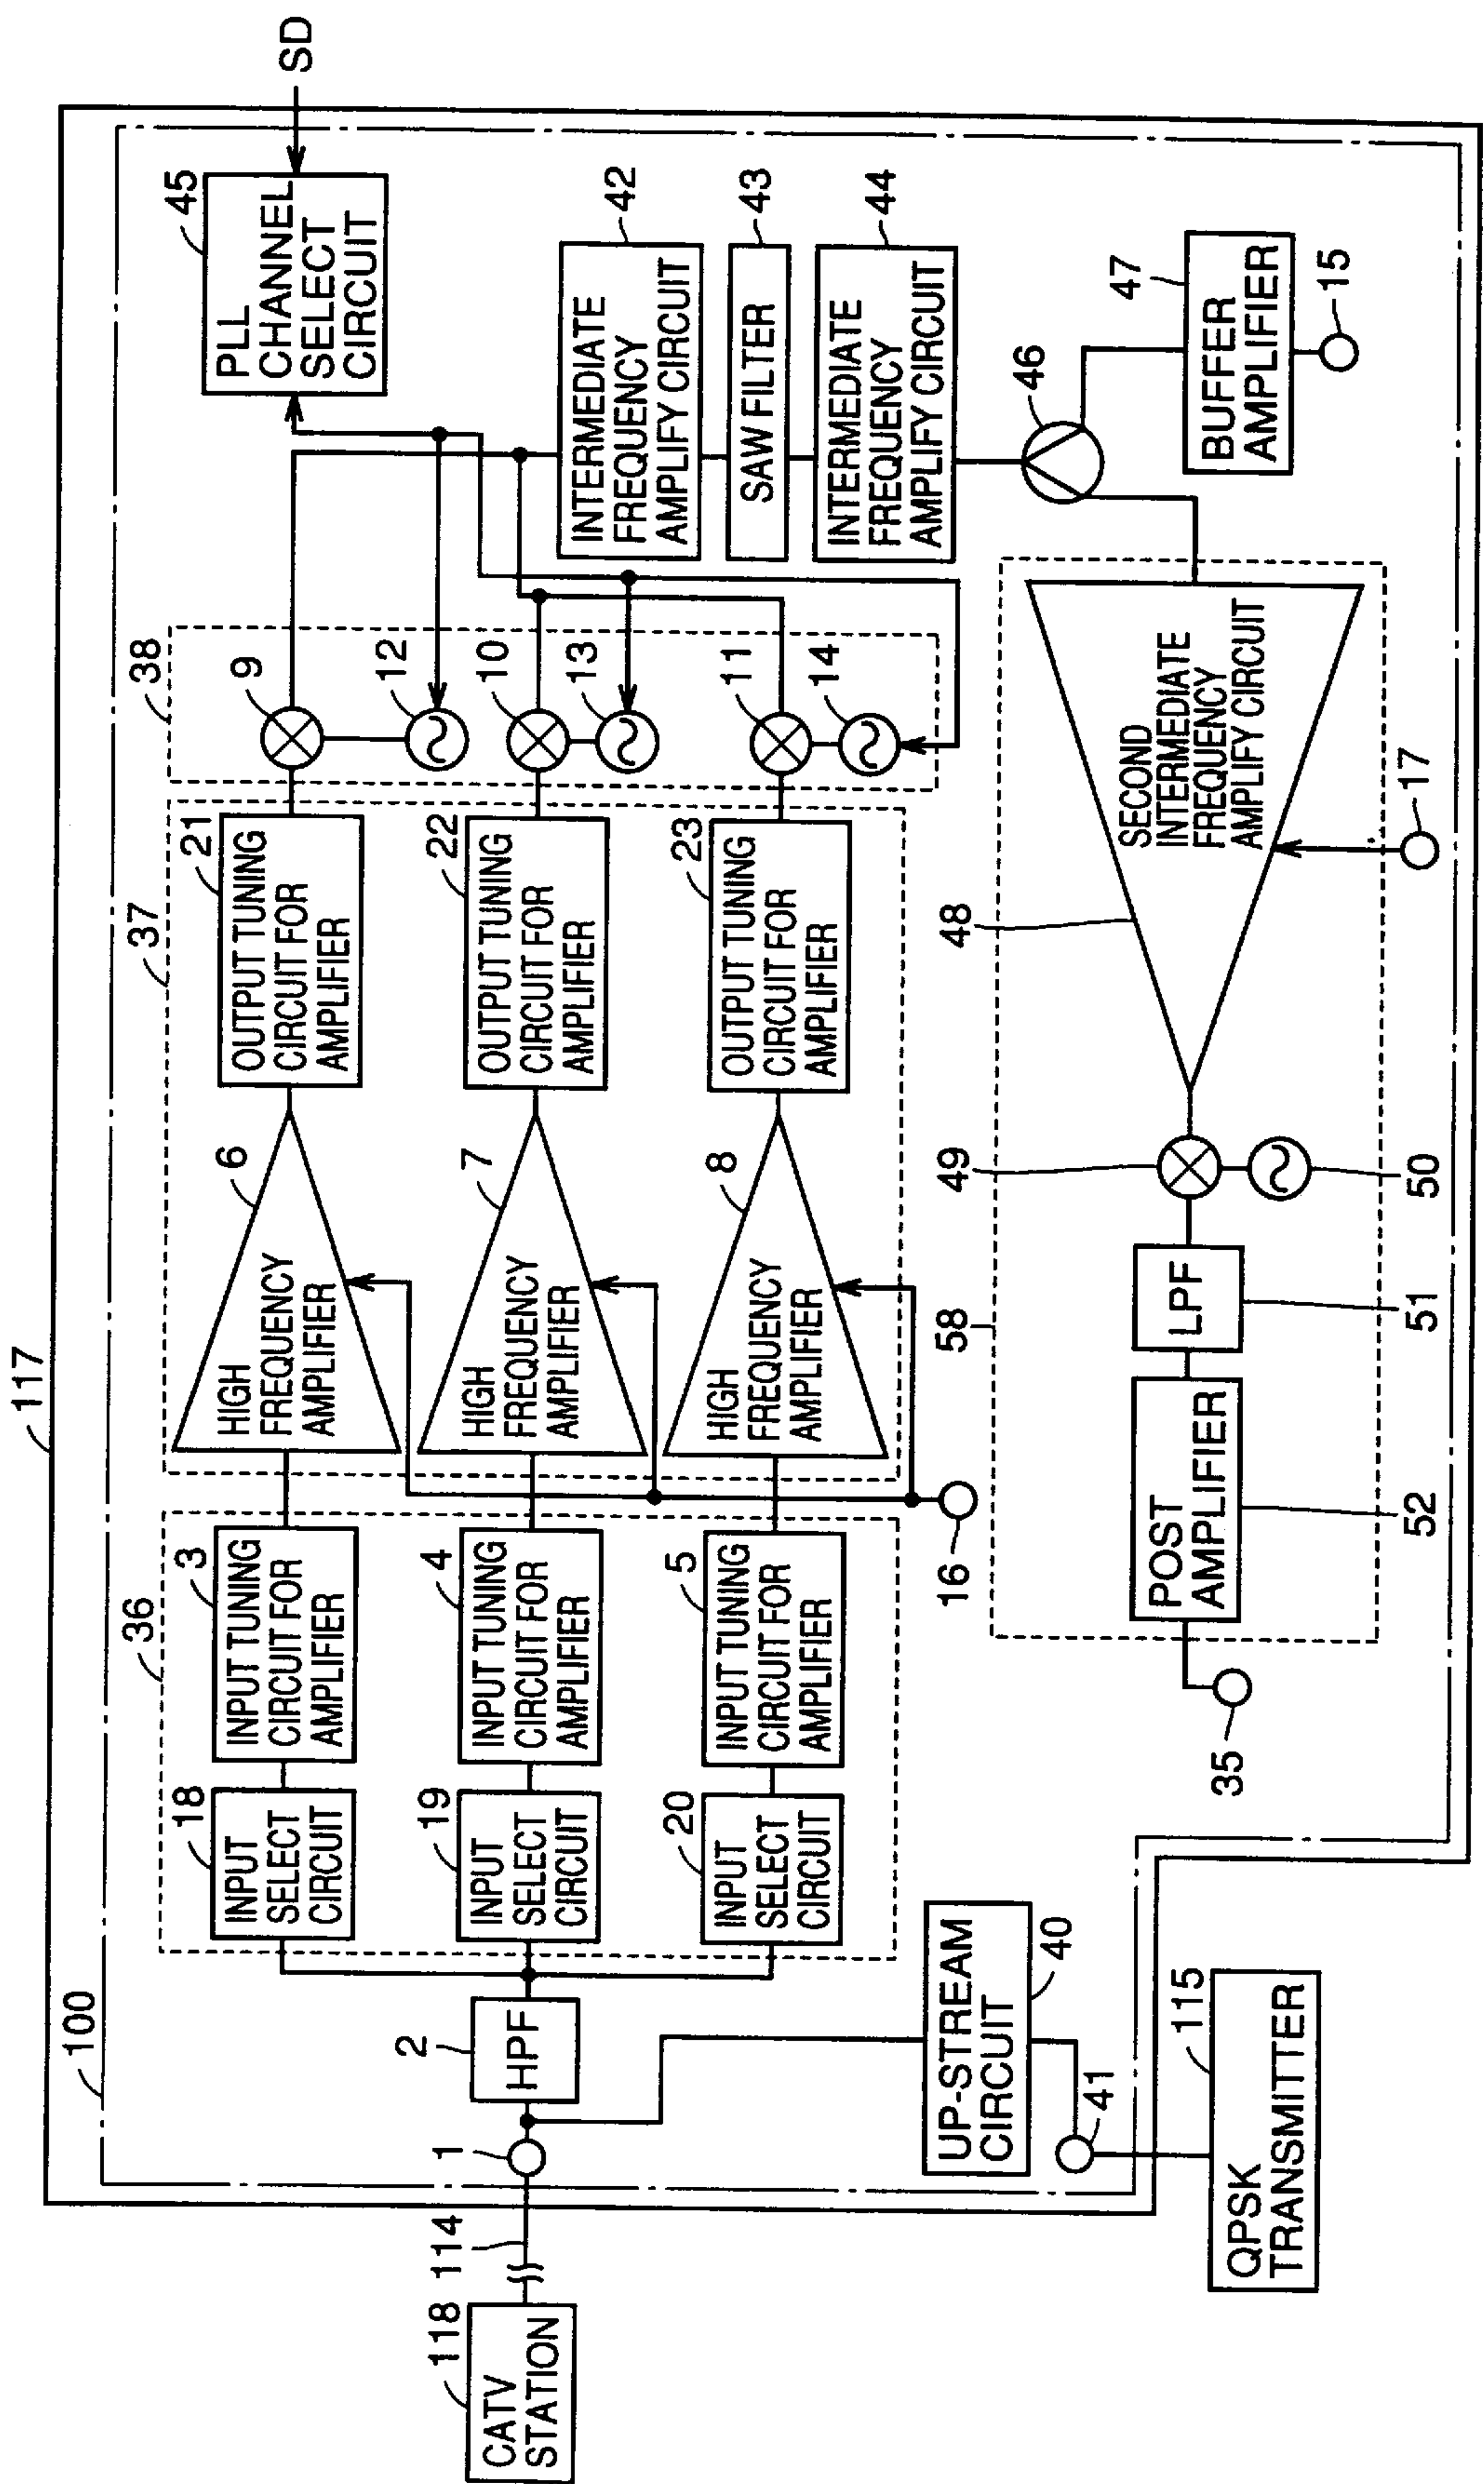 117
100
SD
45
PLL
CHANNEL
SELECT
CIRCUIT
36
37
38
18
INPUT
SELECT
CIRCUIT
3
INPUT TUNING
CIRCUIT FOR
AMPLIFIER
6
HIGH
FREQUENCY
AMPLIFIER
21
OUTPUT TUNING
CIRCUIT FOR
AMPLIFIER
9
12
42
INTERMEDIATE
FREQUENCY
AMPLIFY CIRCUIT
118
CATV
STATION
114
1
2
HPF
19
INPUT
SELECT
CIRCUIT
4
INPUT TUNING
CIRCUIT FOR
AMPLIFIER
7
HIGH
FREQUENCY
AMPLIFIER
22
OUTPUT TUNING
CIRCUIT FOR
AMPLIFIER
10
13
43
SAW FILTER
20
INPUT
SELECT
CIRCUIT
5
INPUT TUNING
CIRCUIT FOR
AMPLIFIER
8
HIGH
FREQUENCY
AMPLIFIER
23
OUTPUT TUNING
CIRCUIT FOR
AMPLIFIER
11
14
44
INTERMEDIATE
FREQUENCY
AMPLIFY CIRCUIT
16
58
48
46
47
BUFFER
AMPLIFIER
15
UP-STREAM
CIRCUIT
40
41
115
QPSK
TRANSMITTER
35
POST
AMPLIFIER
52
LPF
51
49
50
SECOND
INTERMEDIATE
FREQUENCY
AMPLIFY CIRCUIT
17